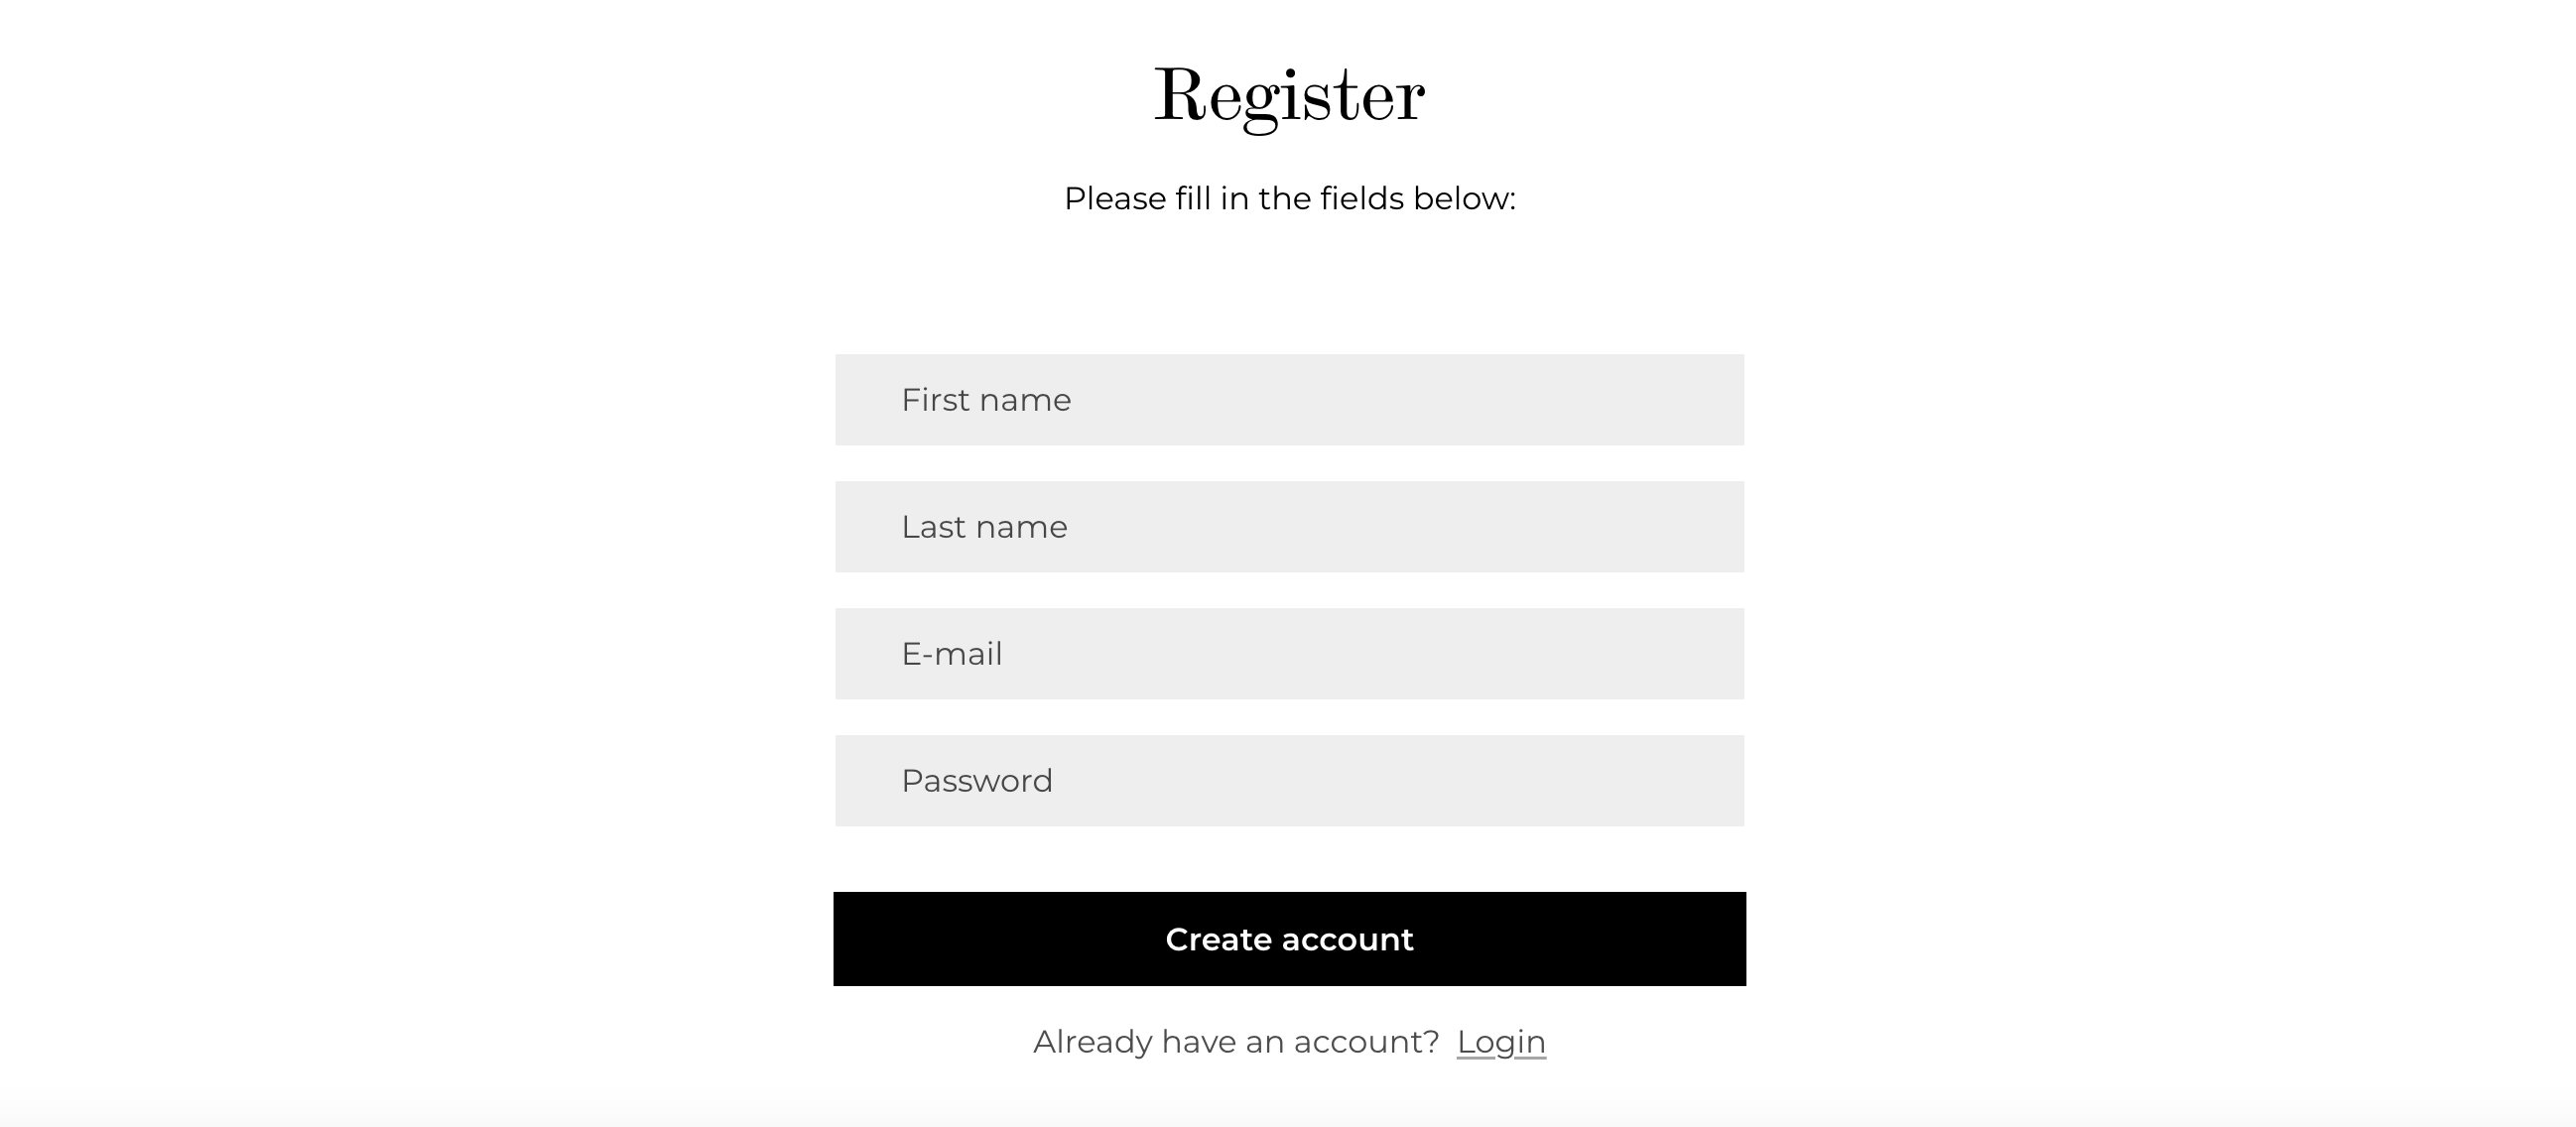 Register
Please fill in the fields below:
First name
Last name
E-mail
Password
Create account
Already have an account? Login